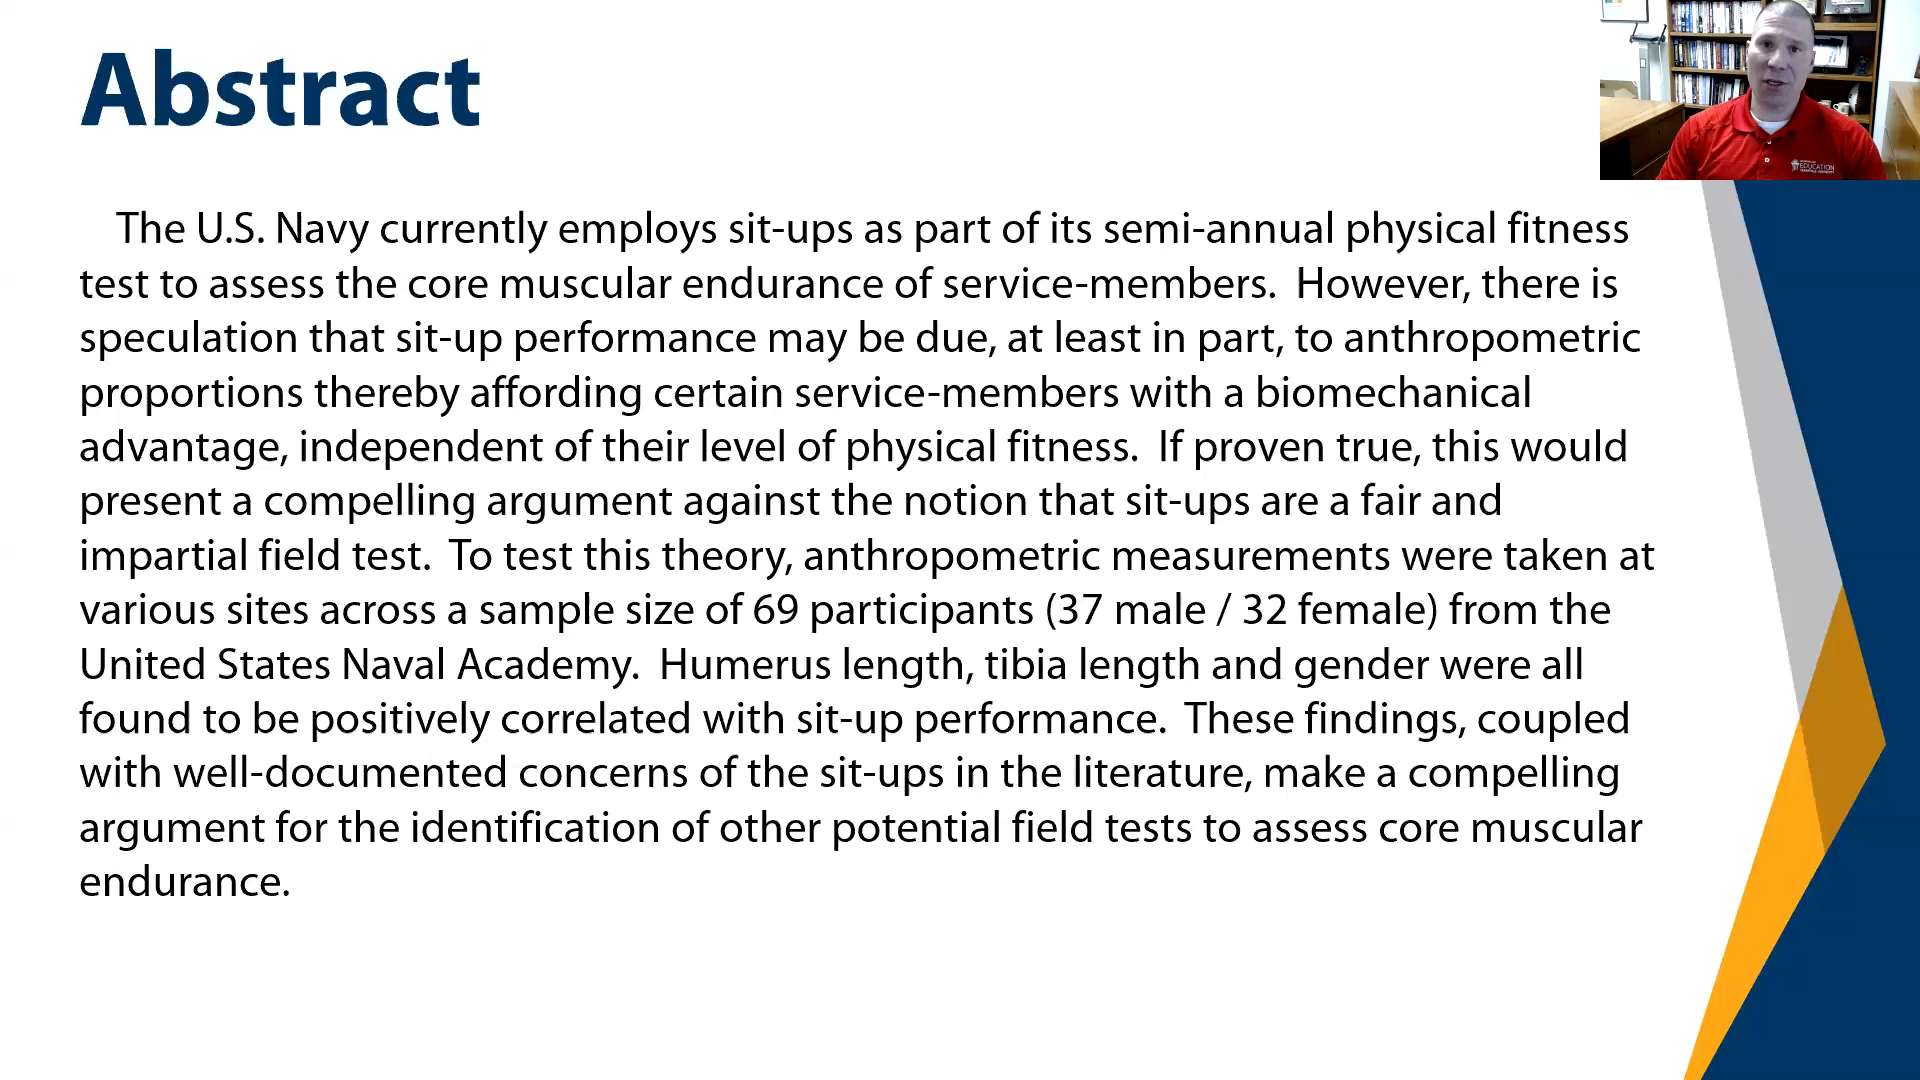 Abstract
The U.S. Navy currently employs sit-ups as part of its semi-annual physical fitness
test to assess the core muscular endurance of service-members.  However, there is
speculation that sit-up performance may be due, at least in part, to anthropometric
proportions thereby affording certain service-members with a biomechanical
advantage, independent of their level of physical fitness.  If proven true, this would
present a compelling argument against the notion that sit-ups are a fair and
impartial field test.  To test this theory, anthropometric measurements were taken at
various sites across a sample size of 69 participants (37 male / 32 female) from the
United States Naval Academy.  Humerus length, tibia length and gender were all
found to be positively correlated with sit-up performance.  These findings, coupled
with well-documented concerns of the sit-ups in the literature, make a compelling
argument for the identification of other potential field tests to assess core muscular
endurance.
EDUCATION